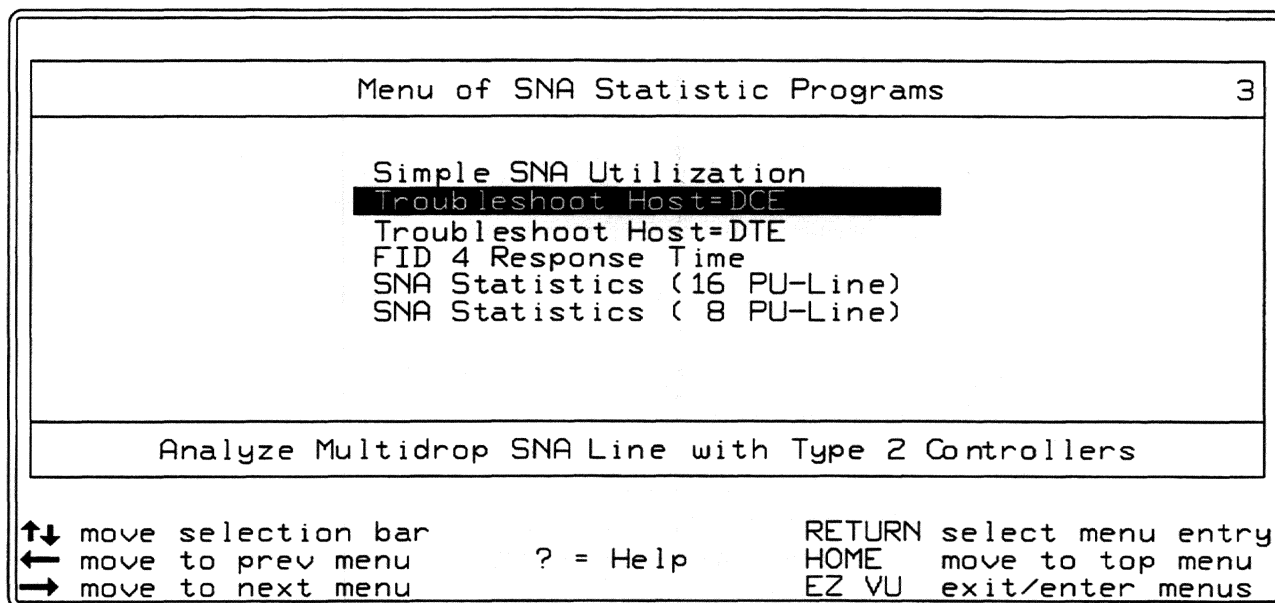 Menu of SNA Statistic Programs 3
Simple SNA Utilization
Troubleshoot Host=DCE
Troubleshoot Host=DTE
FID 4 Response Time
SNA Statistics (16 PU-Line)
SNA Statistics ( 8 PU-Line)
Analyze Multidrop SNA Line with Type 2 Controllers
↑↓ move selection bar RETURN select menu entry
← move to prev menu ? = Help HOME move to top menu
→ move to next menu EZ VU exit/enter menus